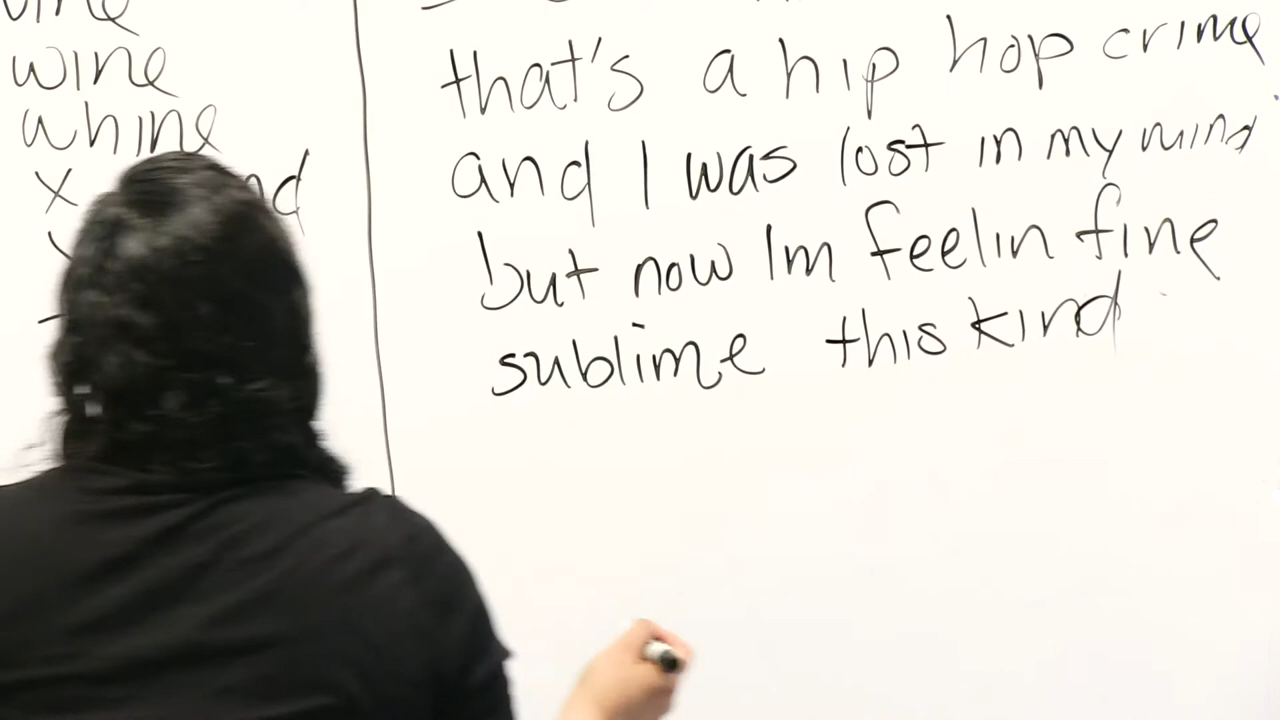 wine
whine
x
that's a hip hop crime
and I was lost in my mind
but now Im feelin fine
sublime this kind